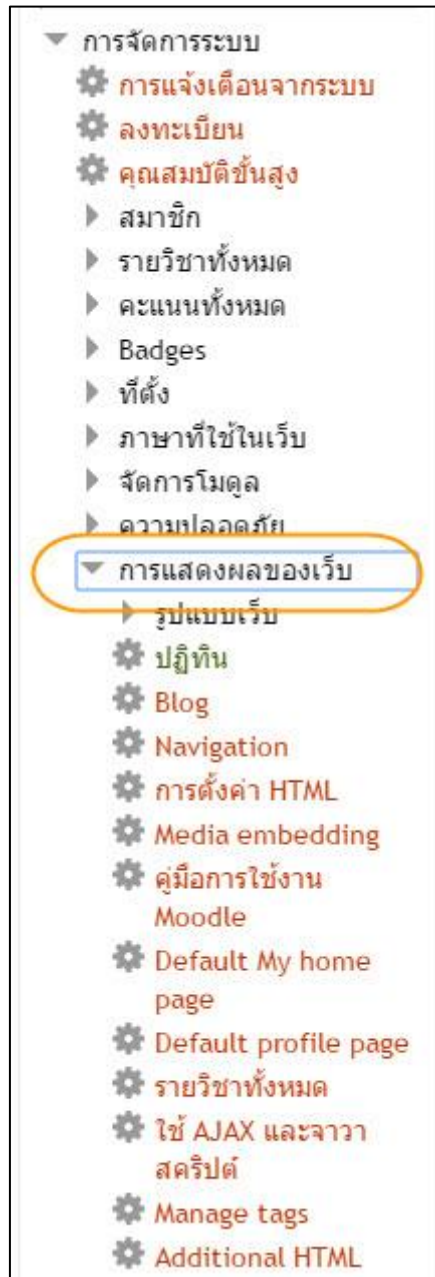 การจัดการระบบ
การแจ้งเตือนจากระบบ
ลงทะเบียน
คุณสมบัติขั้นสูง
สมาชิก
รายวิชาทั้งหมด
คะแนนทั้งหมด
Badges
ที่ตั้ง
ภาษาที่ใช้ในเว็บ
จัดการโมดูล
ความปลอดภัย
การแสดงผลของเว็บ
รูปแบบเว็บ
ปฏิทิน
Blog
Navigation
การตั้งค่า HTML
Media embedding
คู่มือการใช้งาน
Moodle
Default My home
page
Default profile page
รายวิชาทั้งหมด
ใช้ AJAX และจาวา
สคริปต์
Manage tags
Additional HTML